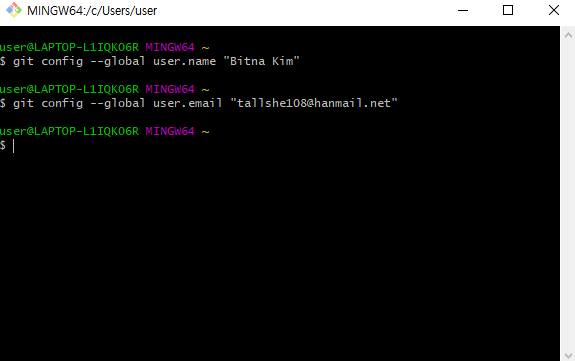 MINGW64:/c/Users/user
user@LAPTOP-L1IQKO6R MINGW64 ~
$ git config --global user.name "Bitna Kim"
user@LAPTOP-L1IQKO6R MINGW64 ~
$ git config --global user.email "tallshe108@hanmail.net"
user@LAPTOP-L1IQKO6R MINGW64 ~
$